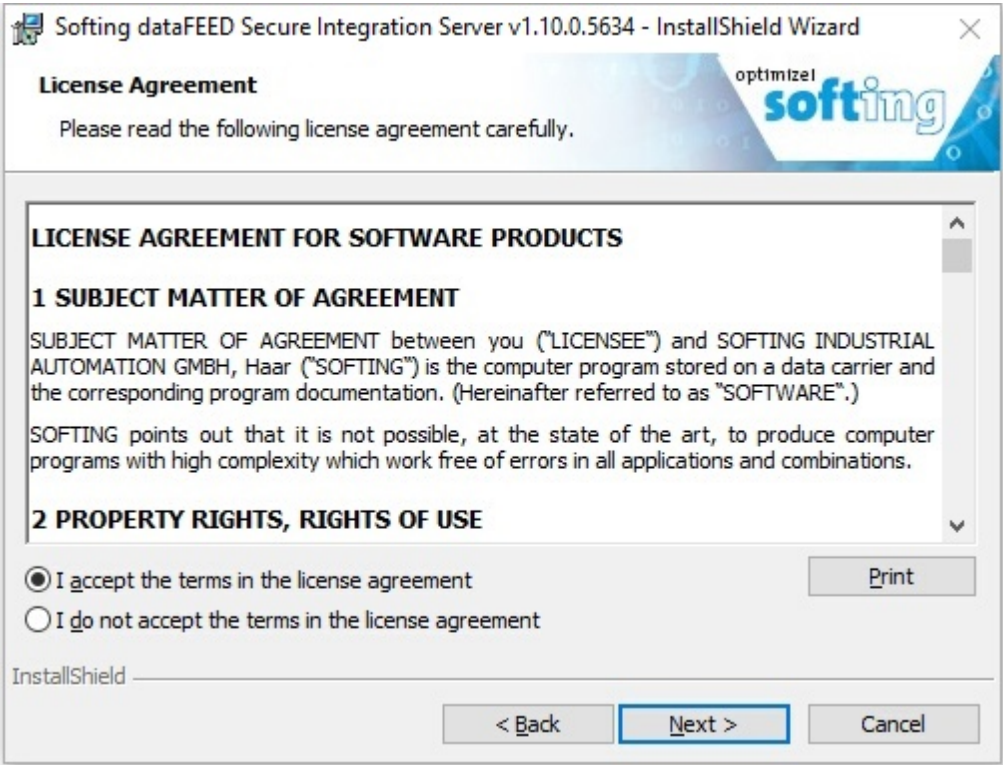 Softing dataFEED Secure Integration Server v1.10.0.5634 - InstallShield Wizard
License Agreement
Please read the following license agreement carefully.
optimize!
softing
LICENSE AGREEMENT FOR SOFTWARE PRODUCTS
1 SUBJECT MATTER OF AGREEMENT
SUBJECT MATTER OF AGREEMENT between you ("LICENSEE") and SOFTING INDUSTRIAL
AUTOMATION GMBH, Haar ("SOFTING") is the computer program stored on a data carrier and
the corresponding program documentation. (Hereinafter referred to as "SOFTWARE".)
SOFTING points out that it is not possible, at the state of the art, to produce computer
programs with high complexity which work free of errors in all applications and combinations.
2 PROPERTY RIGHTS, RIGHTS OF USE
I accept the terms in the license agreement
Print
I do not accept the terms in the license agreement
InstallShield
< Back
Next >
Cancel